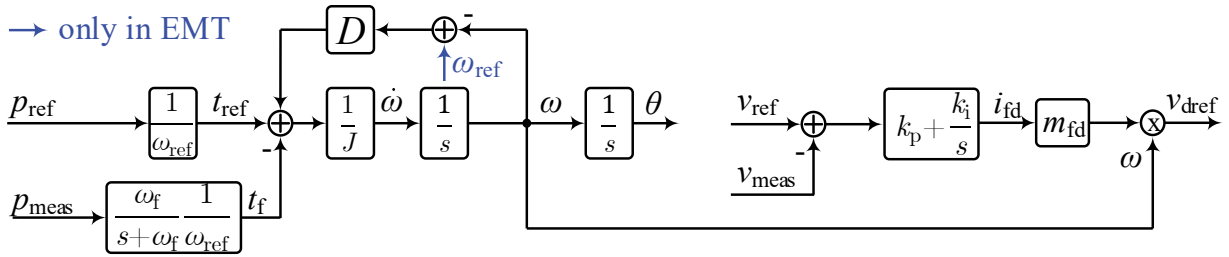 → only in EMT
D
-
ω_ref
p_ref
1/ω_ref
t_ref
+
-
1/J
ω̇
1/s
ω
1/s
θ
p_meas
ω_f/(s+ω_f) 1/ω_ref
t_f
v_ref
+
-
v_meas
k_p+k_i/s
i_fd
m_fd
x
v_dref
ω